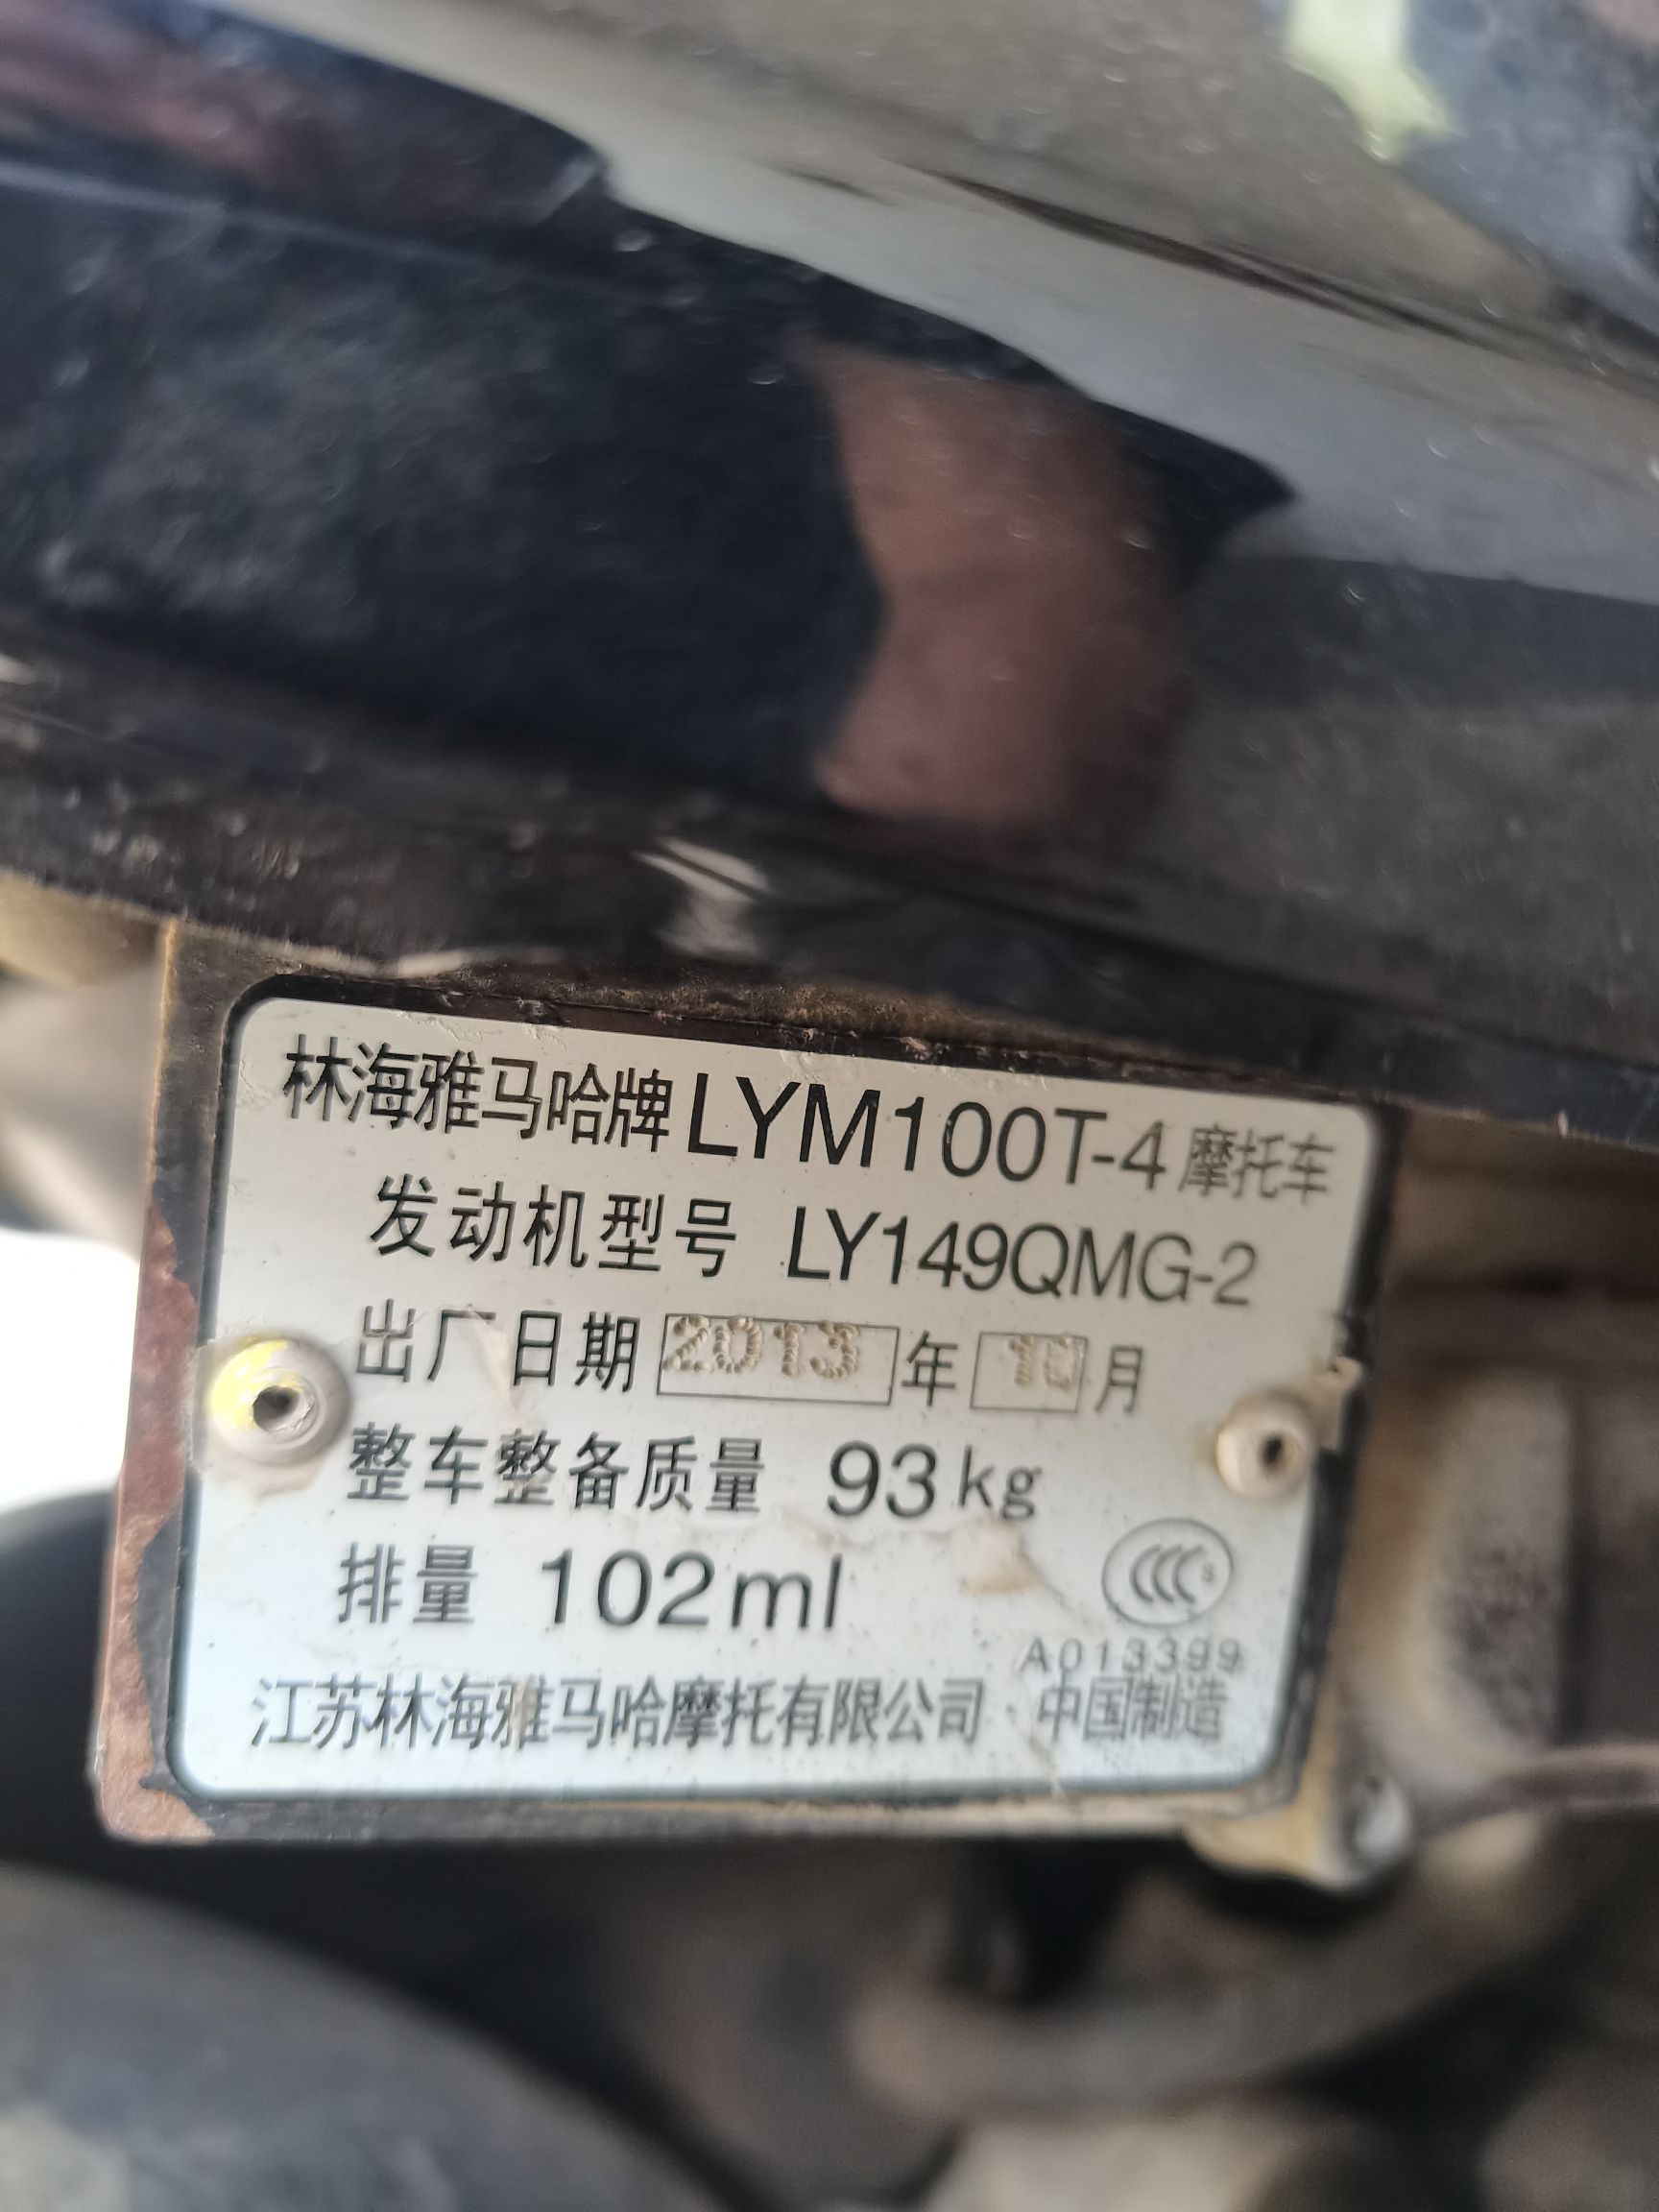 林海雅马哈牌LYM100T-4摩托车
发动机型号 LY149QMG-2
出厂日期 2013 年 10 月
整车整备质量 93kg
排量 102ml
CCC S
A013399
江苏林海雅马哈摩托有限公司·中国制造